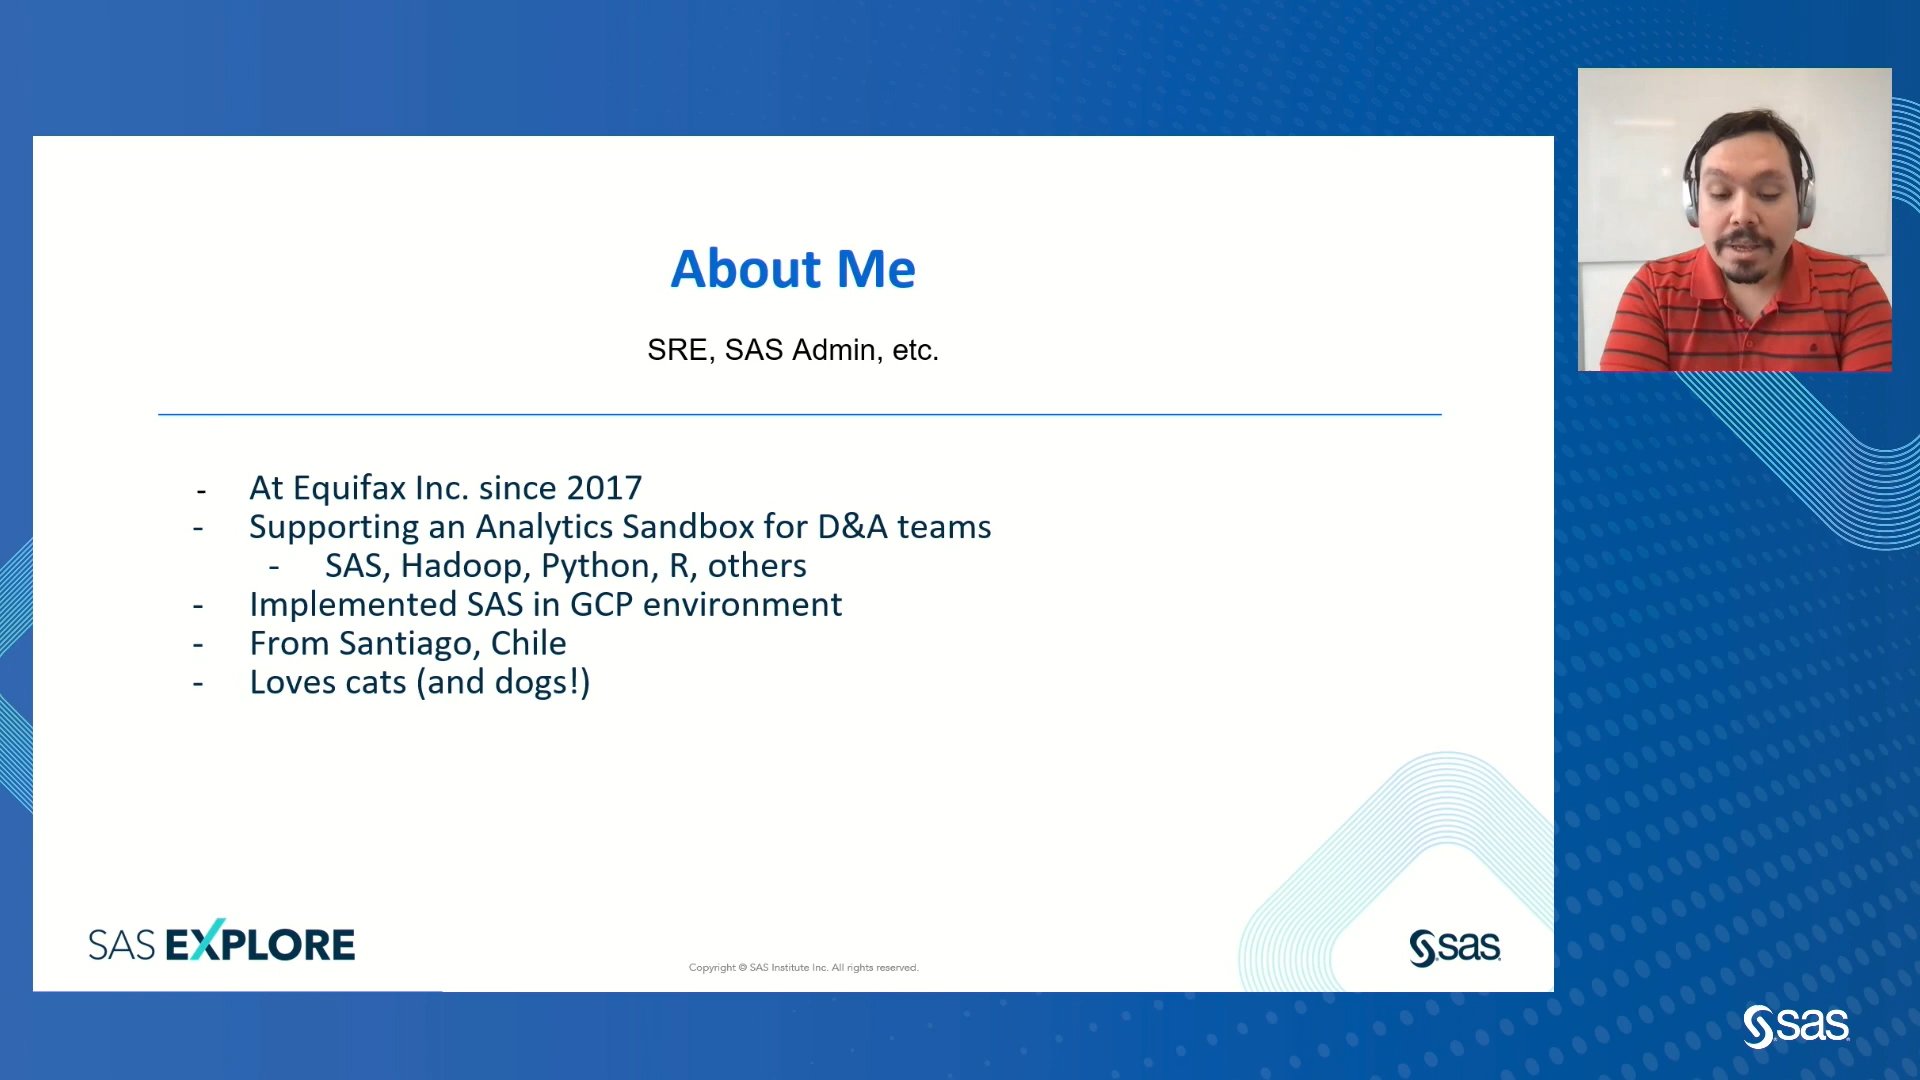 About Me
SRE, SAS Admin, etc.
- At Equifax Inc. since 2017
- Supporting an Analytics Sandbox for D&A teams
- SAS, Hadoop, Python, R, others
- Implemented SAS in GCP environment
- From Santiago, Chile
- Loves cats (and dogs!)
SAS EXPLORE
Copyright © SAS Institute Inc. All rights reserved.
sas
sas